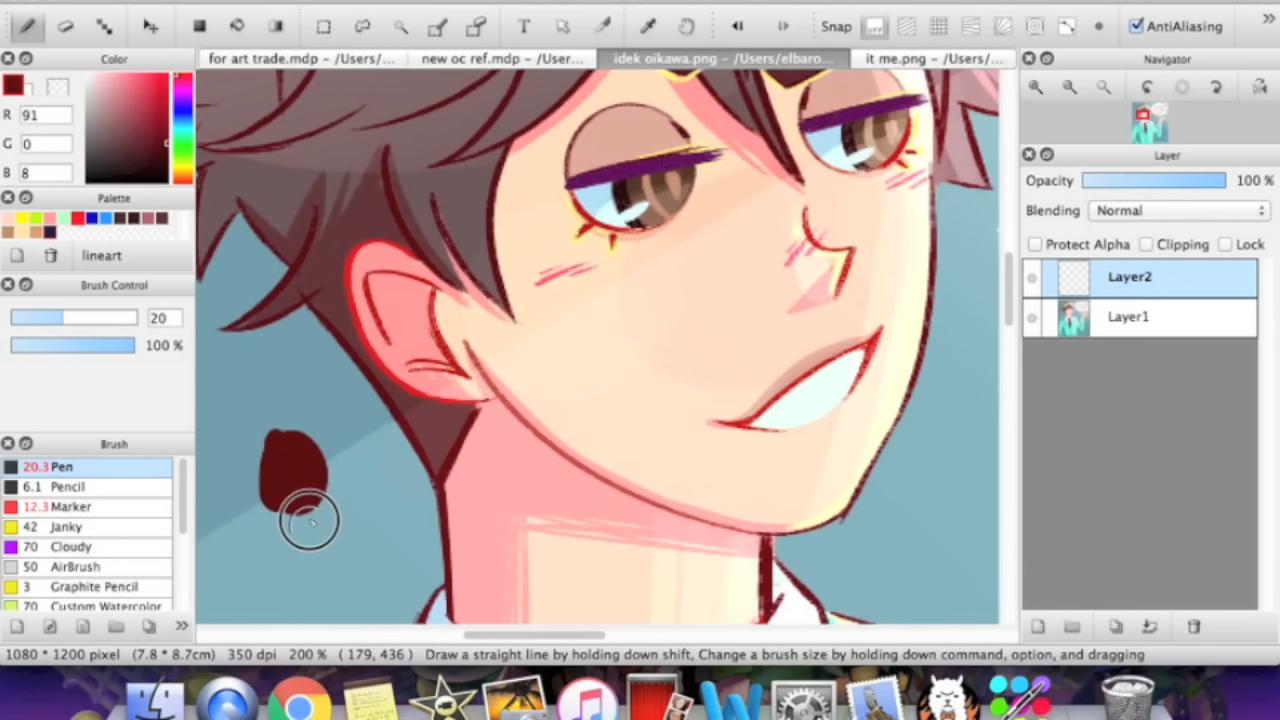 Snap
off
AntiAliasing
»
Color
for art trade.mdp – /Users/...
new oc ref.mdp – /User...
idek oikawa.png – /Users/elbaro...
it me.png – /Users/...
Navigator
R 91
G 0
B 8
Layer
Opacity 100 %
Palette
Blending Normal
Protect Alpha Clipping Lock
lineart
Layer2
Brush Control
20
Layer1
100 %
Brush
20.3 Pen
6.1 Pencil
12.3 Marker
42 Janky
70 Cloudy
50 AirBrush
3 Graphite Pencil
70 Custom Watercolor
»
1080 * 1200 pixel (7.8 * 8.7cm) 350 dpi 200 % ( 179, 436 ) Draw a straight line by holding down shift, Change a brush size by holding down command, option, and dragging